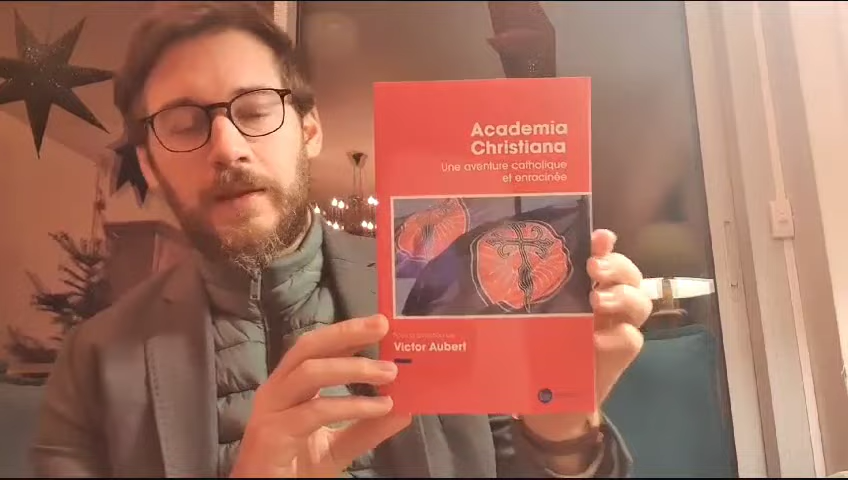 Academia
Christiana
Une aventure catholique
et enracinée
Victor Aubert